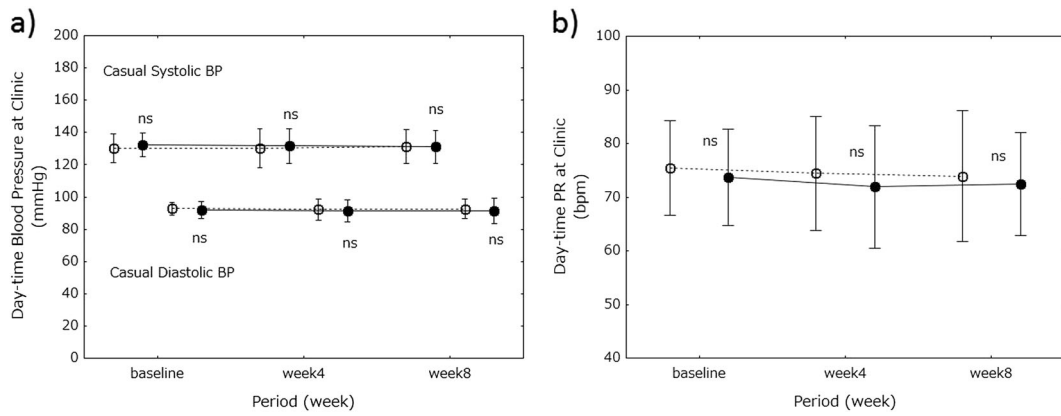 a)
Day-time Blood Pressure at Clinic
(mmHg)
200
180
160
140
120
100
80
60
40
20
0
Casual Systolic BP
ns
ns
ns
ns
ns
ns
Casual Diastolic BP
baseline
week4
week8
Period (week)
b)
Day-time PR at Clinic
(bpm)
100
90
80
70
60
50
40
ns
ns
ns
baseline
week4
week8
Period (week)